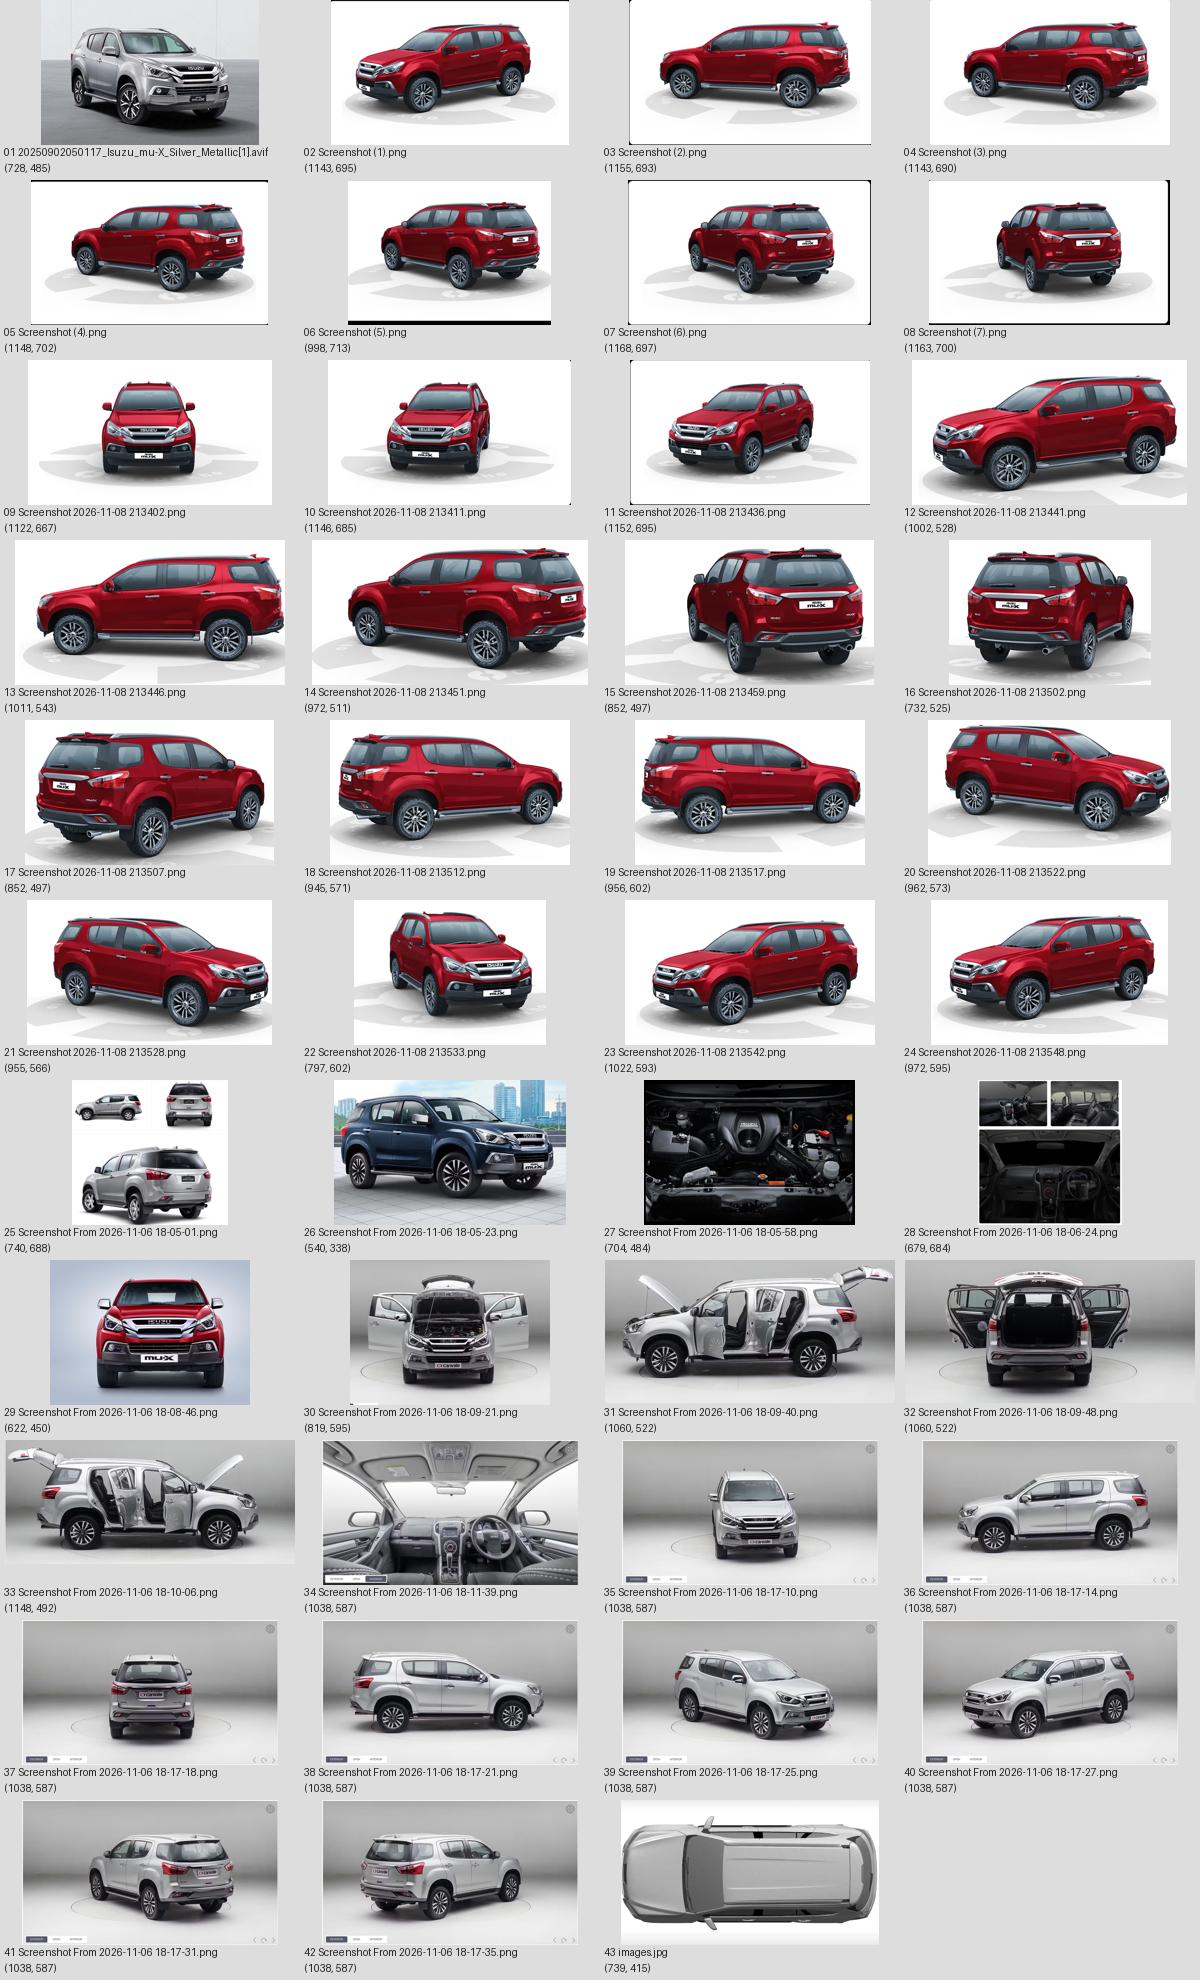 01 20250902050117_Isuzu_mu-X_Silver_Metallic[1].avif
(728, 485)
02 Screenshot (1).png
(1143, 695)
03 Screenshot (2).png
(1155, 693)
04 Screenshot (3).png
(1143, 690)
05 Screenshot (4).png
(1148, 702)
06 Screenshot (5).png
(998, 713)
07 Screenshot (6).png
(1168, 697)
08 Screenshot (7).png
(1163, 700)
09 Screenshot 2026-11-08 213402.png
(1122, 667)
10 Screenshot 2026-11-08 213411.png
(1146, 685)
11 Screenshot 2026-11-08 213436.png
(1152, 695)
12 Screenshot 2026-11-08 213441.png
(1002, 528)
13 Screenshot 2026-11-08 213446.png
(1011, 543)
14 Screenshot 2026-11-08 213451.png
(972, 511)
15 Screenshot 2026-11-08 213459.png
(852, 497)
16 Screenshot 2026-11-08 213502.png
(732, 525)
17 Screenshot 2026-11-08 213507.png
(852, 497)
18 Screenshot 2026-11-08 213512.png
(945, 571)
19 Screenshot 2026-11-08 213517.png
(956, 602)
20 Screenshot 2026-11-08 213522.png
(962, 573)
21 Screenshot 2026-11-08 213528.png
(955, 566)
22 Screenshot 2026-11-08 213533.png
(797, 602)
23 Screenshot 2026-11-08 213542.png
(1022, 593)
24 Screenshot 2026-11-08 213548.png
(972, 595)
25 Screenshot From 2026-11-06 18-05-01.png
(740, 688)
26 Screenshot From 2026-11-06 18-05-23.png
(540, 338)
27 Screenshot From 2026-11-06 18-05-58.png
(704, 484)
28 Screenshot From 2026-11-06 18-06-24.png
(679, 684)
ISUZU
MU-X
29 Screenshot From 2026-11-06 18-08-46.png
(622, 450)
30 Screenshot From 2026-11-06 18-09-21.png
(819, 595)
31 Screenshot From 2026-11-06 18-09-40.png
(1060, 522)
32 Screenshot From 2026-11-06 18-09-48.png
(1060, 522)
33 Screenshot From 2026-11-06 18-10-06.png
(1148, 492)
34 Screenshot From 2026-11-06 18-11-39.png
(1038, 587)
35 Screenshot From 2026-11-06 18-17-10.png
(1038, 587)
36 Screenshot From 2026-11-06 18-17-14.png
(1038, 587)
37 Screenshot From 2026-11-06 18-17-18.png
(1038, 587)
38 Screenshot From 2026-11-06 18-17-21.png
(1038, 587)
39 Screenshot From 2026-11-06 18-17-25.png
(1038, 587)
40 Screenshot From 2026-11-06 18-17-27.png
(1038, 587)
41 Screenshot From 2026-11-06 18-17-31.png
(1038, 587)
42 Screenshot From 2026-11-06 18-17-35.png
(1038, 587)
43 images.jpg
(739, 415)